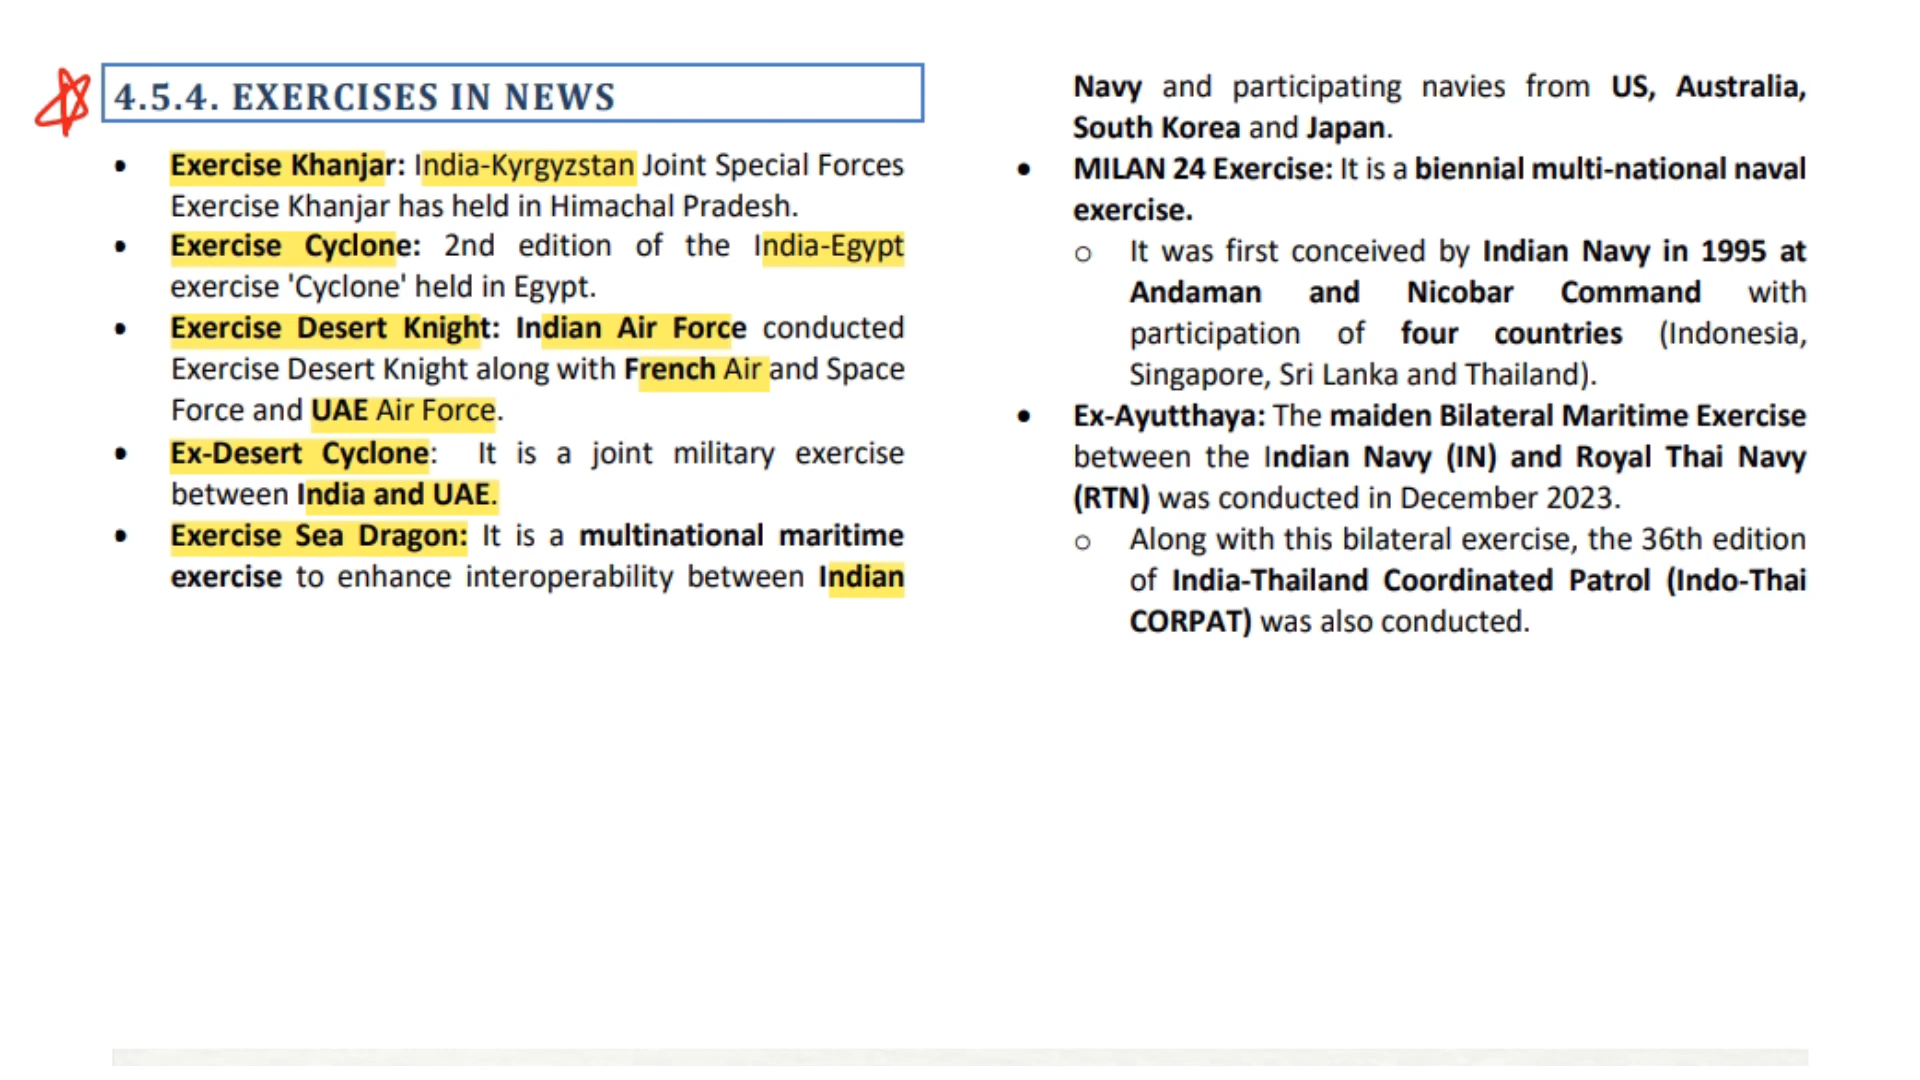 4.5.4. EXERCISES IN NEWS
• Exercise Khanjar: India-Kyrgyzstan Joint Special Forces
Exercise Khanjar has held in Himachal Pradesh.
• Exercise Cyclone: 2nd edition of the India-Egypt
exercise 'Cyclone' held in Egypt.
• Exercise Desert Knight: Indian Air Force conducted
Exercise Desert Knight along with French Air and Space
Force and UAE Air Force.
• Ex-Desert Cyclone: It is a joint military exercise
between India and UAE.
• Exercise Sea Dragon: It is a multinational maritime
exercise to enhance interoperability between Indian
Navy and participating navies from US, Australia,
South Korea and Japan.
• MILAN 24 Exercise: It is a biennial multi-national naval
exercise.
o It was first conceived by Indian Navy in 1995 at
Andaman and Nicobar Command with
participation of four countries (Indonesia,
Singapore, Sri Lanka and Thailand).
• Ex-Ayutthaya: The maiden Bilateral Maritime Exercise
between the Indian Navy (IN) and Royal Thai Navy
(RTN) was conducted in December 2023.
o Along with this bilateral exercise, the 36th edition
of India-Thailand Coordinated Patrol (Indo-Thai
CORPAT) was also conducted.